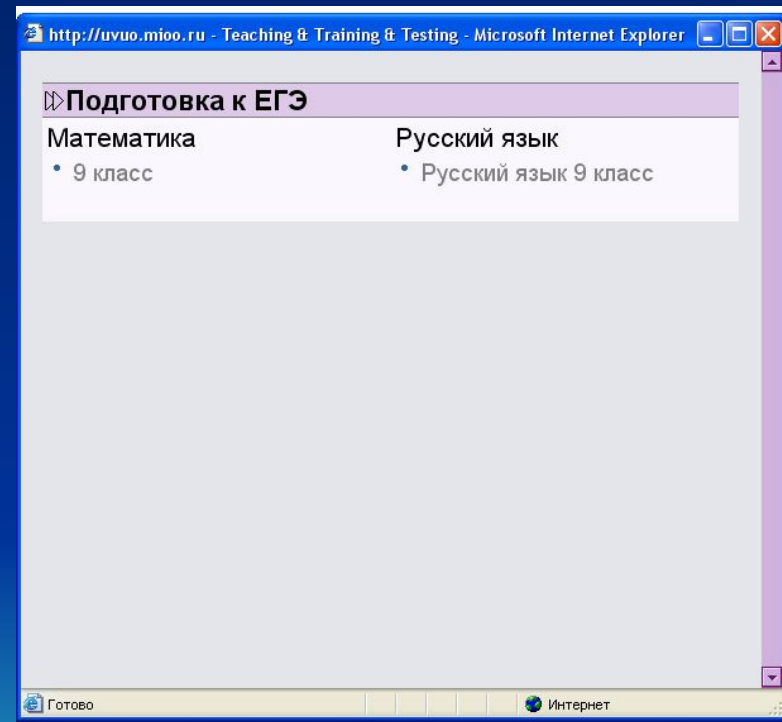 http://uvuo.mioo.ru - Teaching & Training & Testing - Microsoft Internet Explorer
Подготовка к ЕГЭ
Математика
• 9 класс
Русский язык
• Русский язык 9 класс
Готово
Интернет